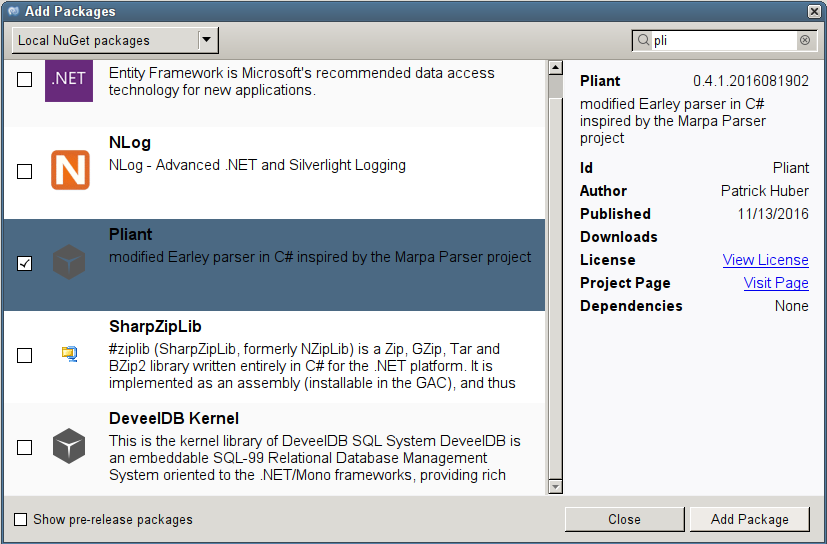 Add Packages
Local NuGet packages
pli
.NET
Entity Framework is Microsoft's recommended data access
technology for new applications.
N
NLog
NLog - Advanced .NET and Silverlight Logging
Pliant
modified Earley parser in C# inspired by the Marpa Parser project
SharpZipLib
#ziplib (SharpZipLib, formerly NZipLib) is a Zip, GZip, Tar and
BZip2 library written entirely in C# for the .NET platform. It is
implemented as an assembly (installable in the GAC), and thus
DeveelDB Kernel
This is the kernel library of DeveelDB SQL System DeveelDB is
an embeddable SQL-99 Relational Database Management
System oriented to the .NET/Mono frameworks, providing rich
Pliant 0.4.1.2016081902
modified Earley parser in C#
inspired by the Marpa Parser
project
Id Pliant
Author Patrick Huber
Published 11/13/2016
Downloads
License View License
Project Page Visit Page
Dependencies None
Show pre-release packages
Close
Add Package